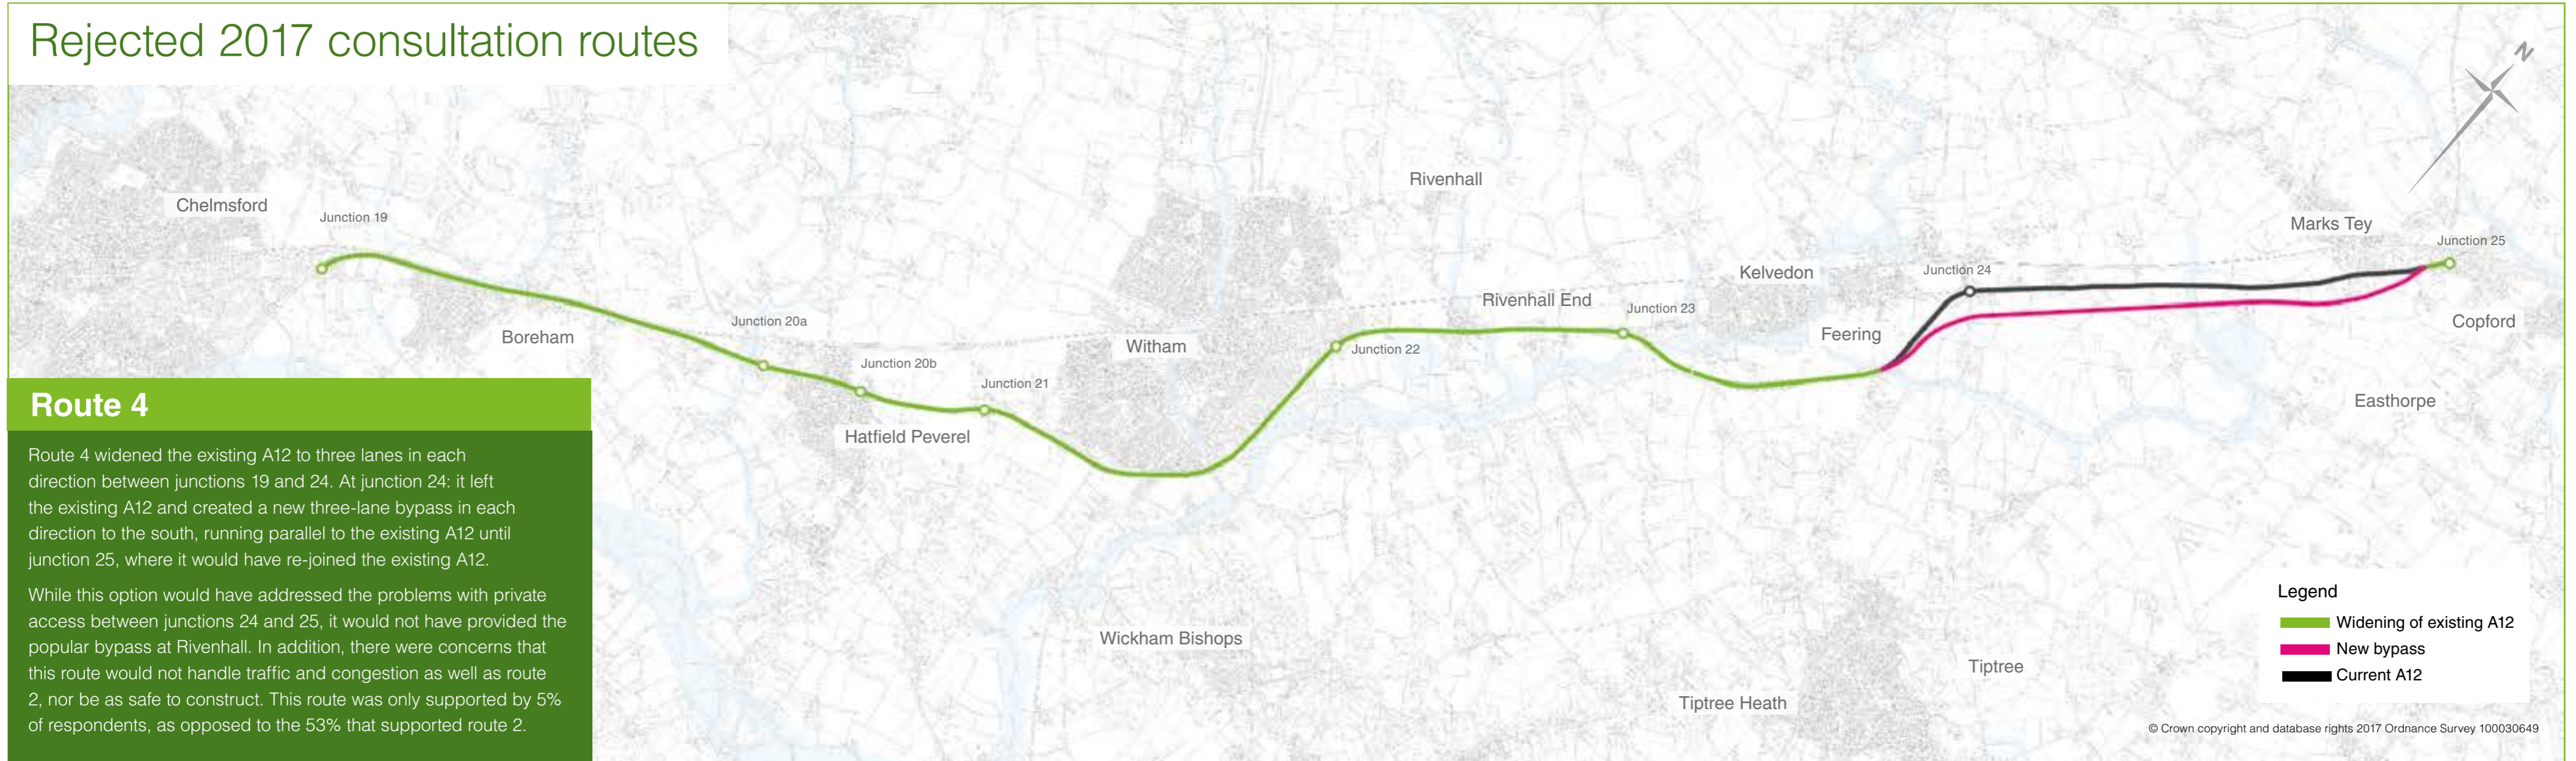 Rejected 2017 consultation routes
N
Rivenhall
Chelmsford
Junction 19
Marks Tey
Junction 25
Kelvedon
Junction 24
Rivenhall End
Junction 23
Junction 20a
Copford
Boreham
Feering
Witham
Junction 22
Junction 20b
Junction 21
Easthorpe
Hatfield Peverel
Route 4
Route 4 widened the existing A12 to three lanes in each
direction between junctions 19 and 24. At junction 24: it left
the existing A12 and created a new three-lane bypass in each
direction to the south, running parallel to the existing A12 until
junction 25, where it would have re-joined the existing A12.
While this option would have addressed the problems with private
access between junctions 24 and 25, it would not have provided the
popular bypass at Rivenhall. In addition, there were concerns that
this route would not handle traffic and congestion as well as route
2, nor be as safe to construct. This route was only supported by 5%
of respondents, as opposed to the 53% that supported route 2.
Wickham Bishops
Tiptree
Tiptree Heath
Legend
Widening of existing A12
New bypass
Current A12
© Crown copyright and database rights 2017 Ordnance Survey 100030649